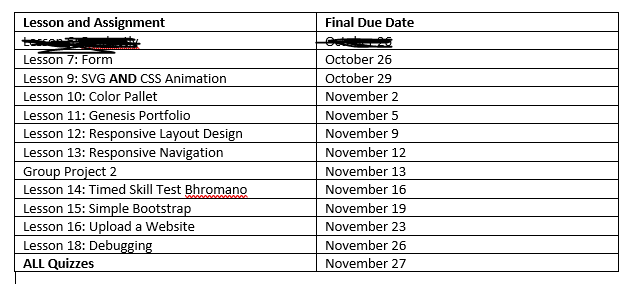 Lesson and Assignment Final Due Date
Lesson 7: Form October 26
Lesson 9: SVG AND CSS Animation October 29
Lesson 10: Color Pallet November 2
Lesson 11: Genesis Portfolio November 5
Lesson 12: Responsive Layout Design November 9
Lesson 13: Responsive Navigation November 12
Group Project 2 November 13
Lesson 14: Timed Skill Test Bhromano November 16
Lesson 15: Simple Bootstrap November 19
Lesson 16: Upload a Website November 23
Lesson 18: Debugging November 26
ALL Quizzes November 27